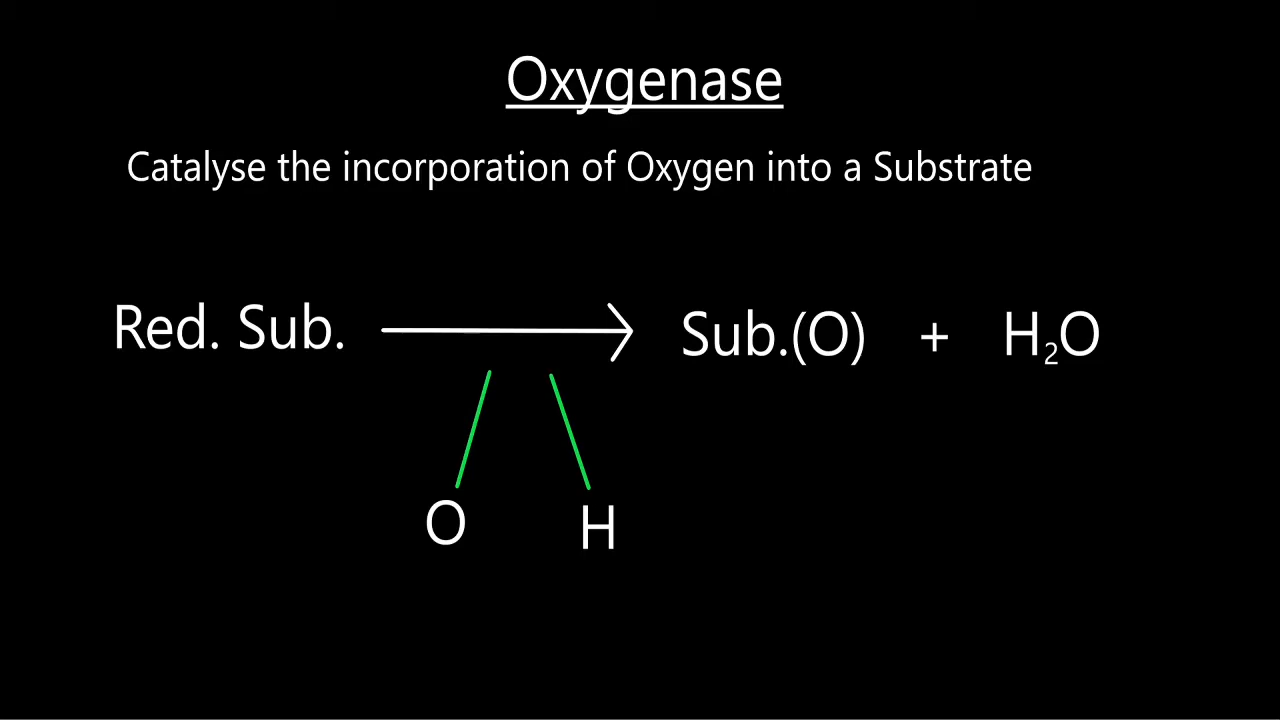 Oxygenase
Catalyse the incorporation of Oxygen into a Substrate
Red. Sub. Sub.(O) + H₂O
O H